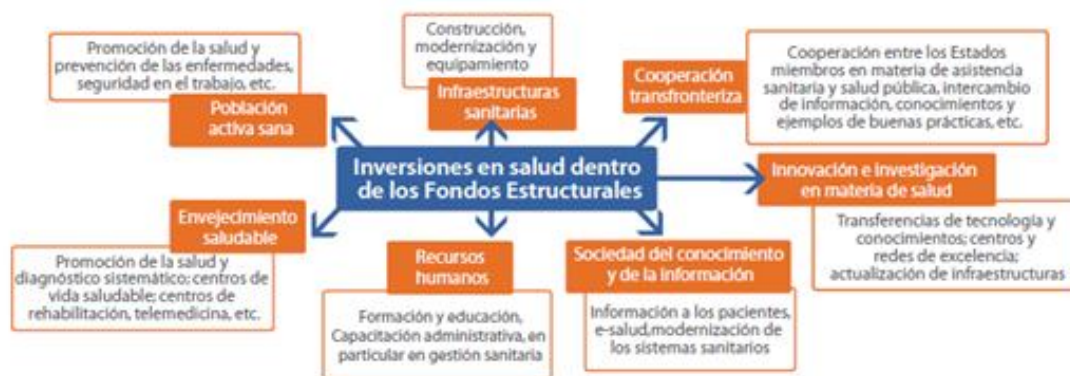 Promoción de la salud y
prevención de las enfermedades,
seguridad en el trabajo, etc.
Población
activa sana
Construcción,
modernización y
equipamiento
Infraestructuras
sanitarias
Cooperación
transfronteriza
Cooperación entre los Estados
miembros en materia de asistencia
sanitaria y salud pública, intercambio
de información, conocimientos y
ejemplos de buenas prácticas, etc.
Inversiones en salud dentro
de los Fondos Estructurales
Innovación e investigación
en materia de salud
Transferencias de tecnología y
conocimientos; centros y
redes de excelencia;
actualización de infraestructuras
Envejecimiento
saludable
Promoción de la salud y
diagnóstico sistemático; centros de
vida saludable; centros de
rehabilitación, telemedicina, etc.
Recursos
humanos
Formación y educación,
Capacitación administrativa, en
particular en gestión sanitaria
Sociedad del conocimiento
y de la información
Información a los pacientes,
e-salud,modernización de
los sistemas sanitarios